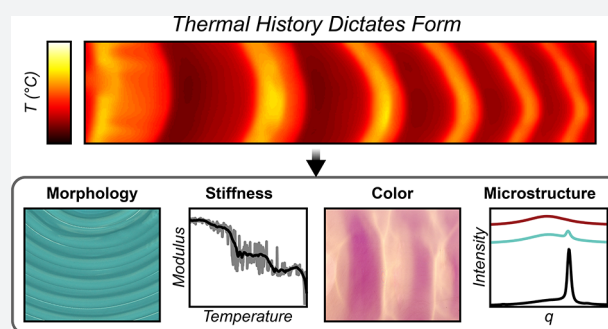 Thermal History Dictates Form
T (°C)
Morphology
Stiffness
Color
Microstructure
Modulus
Temperature
Intensity
q